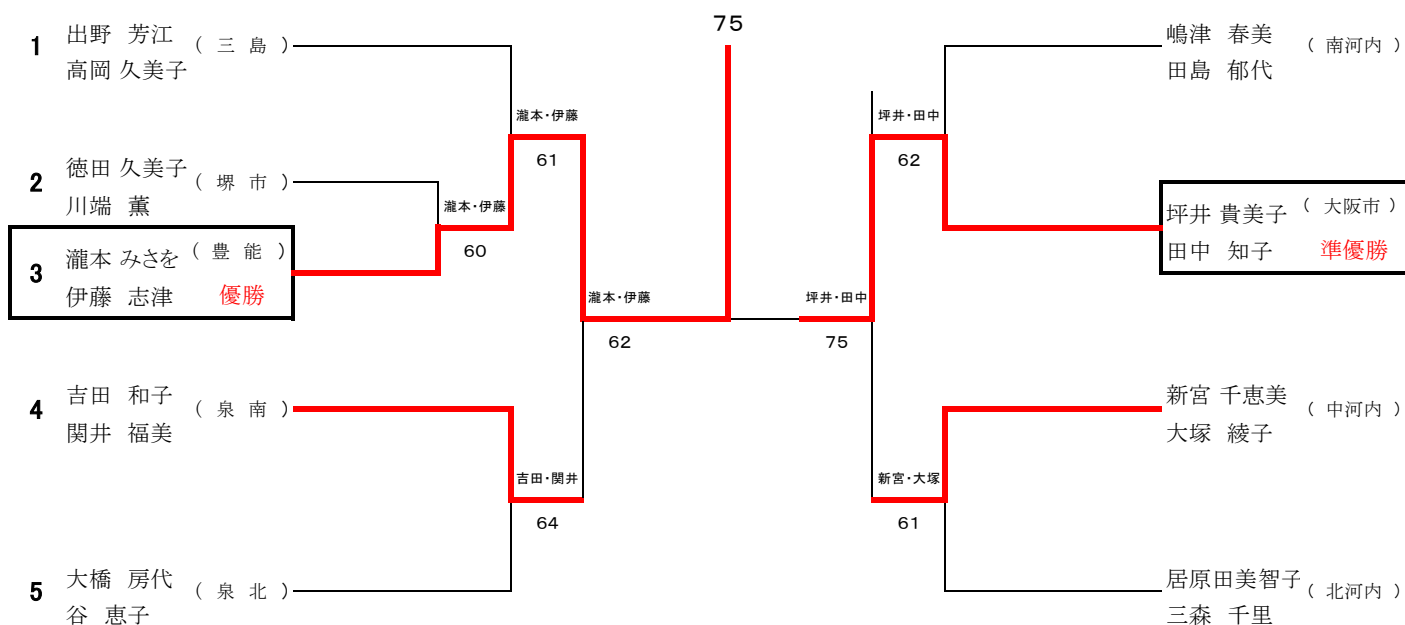 75
1 出野 芳江 ( 三 島 )
高岡 久美子
瀧本・伊藤
61
2 徳田 久美子 ( 堺 市 )
川端 薫
瀧本・伊藤
60
3 瀧本 みさを ( 豊 能 )
伊藤 志津 優勝
瀧本・伊藤
62
4 吉田 和子 ( 泉 南 )
関井 福美
吉田・関井
64
5 大橋 房代 ( 泉 北 )
谷 恵子
嶋津 春美 ( 南河内 )
田島 郁代
坪井・田中
62
坪井 貴美子 ( 大阪市 )
田中 知子 準優勝
坪井・田中
75
新宮 千恵美 ( 中河内 )
大塚 綾子
新宮・大塚
61
居原田美智子 ( 北河内 )
三森 千里